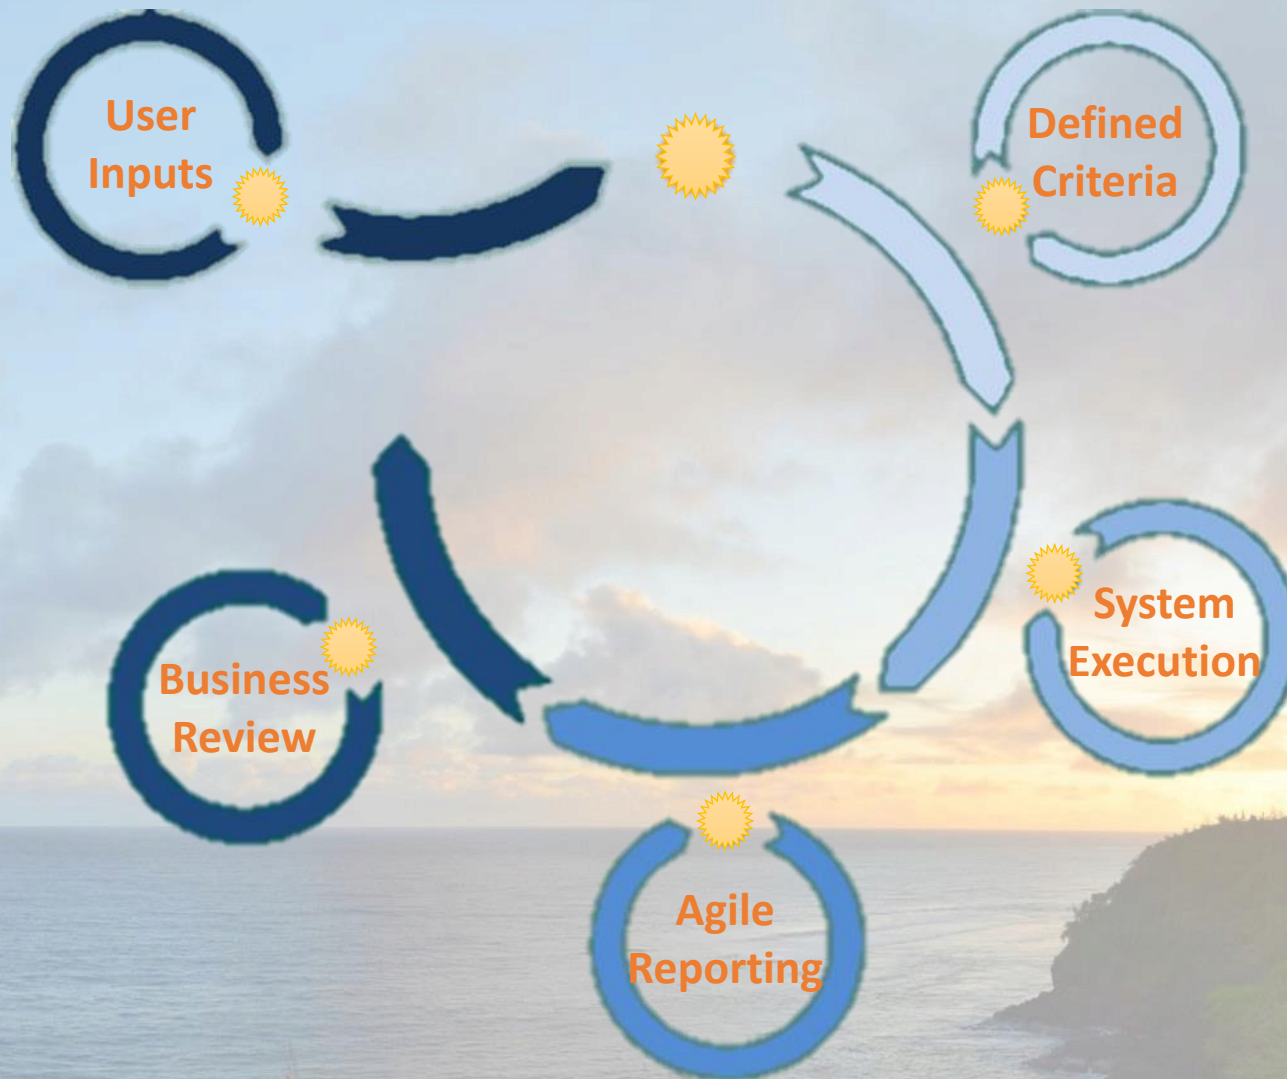 User
Inputs
Defined
Criteria
System
Execution
Business
Review
Agile
Reporting